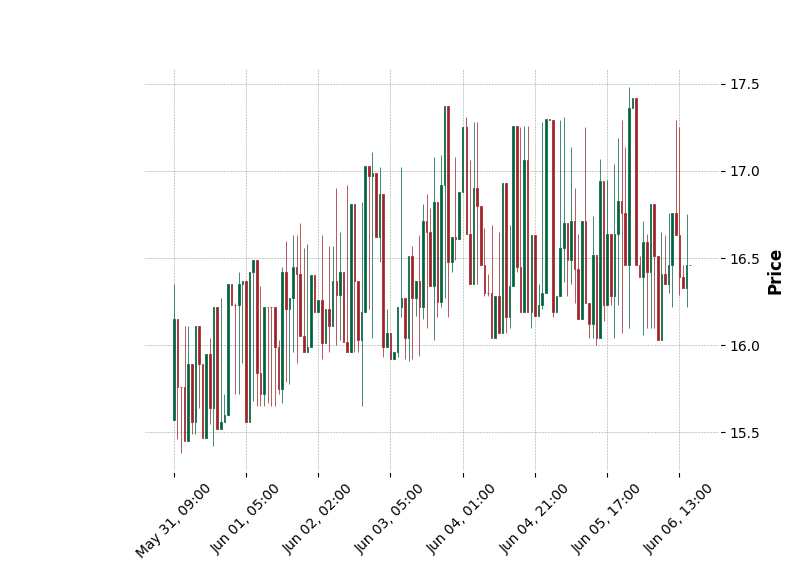 17.5
17.0
16.5
16.0
15.5
Price
May 31, 09:00
Jun 01, 05:00
Jun 02, 02:00
Jun 03, 05:00
Jun 04, 01:00
Jun 04, 21:00
Jun 05, 17:00
Jun 06, 13:00